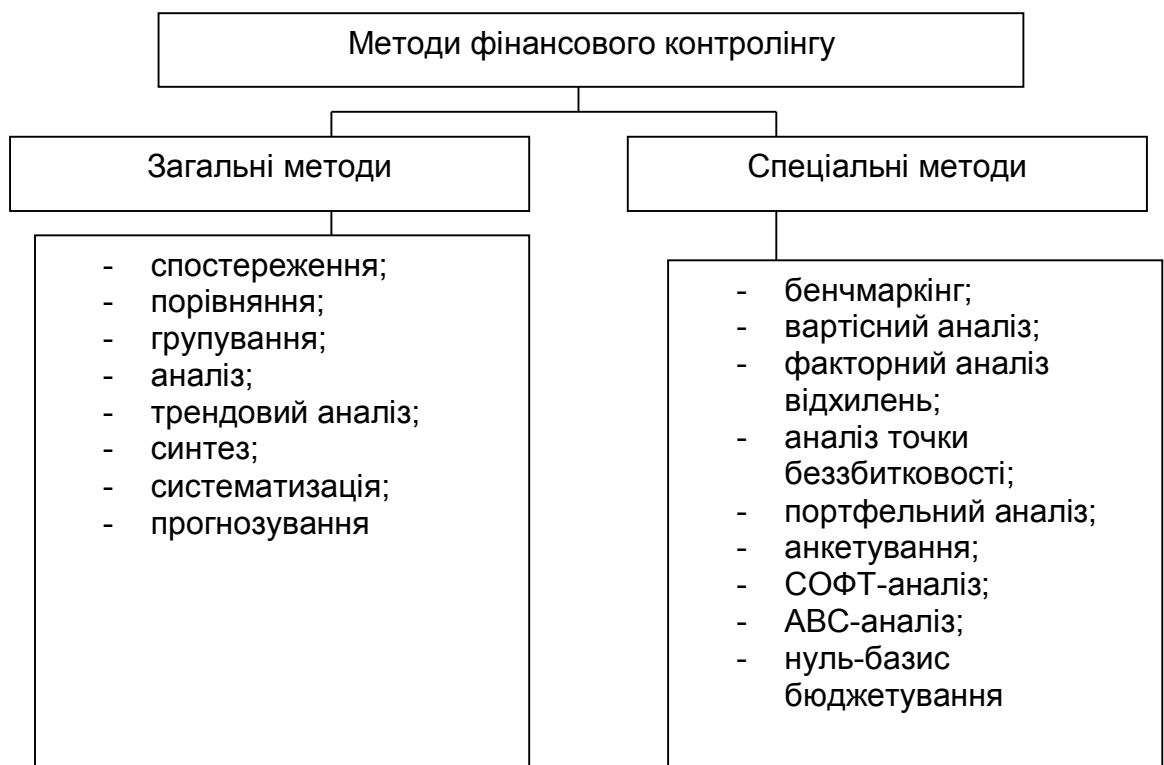 Методи фінансового контролінгу
Загальні методи
Спеціальні методи
- спостереження;
- порівняння;
- групування;
- аналіз;
- трендовий аналіз;
- синтез;
- систематизація;
- прогнозування
- бенчмаркінг;
- вартісний аналіз;
- факторний аналіз
відхилень;
- аналіз точки
беззбитковості;
- портфельний аналіз;
- анкетування;
- СОФТ-аналіз;
- АВС-аналіз;
- нуль-базис
бюджетування